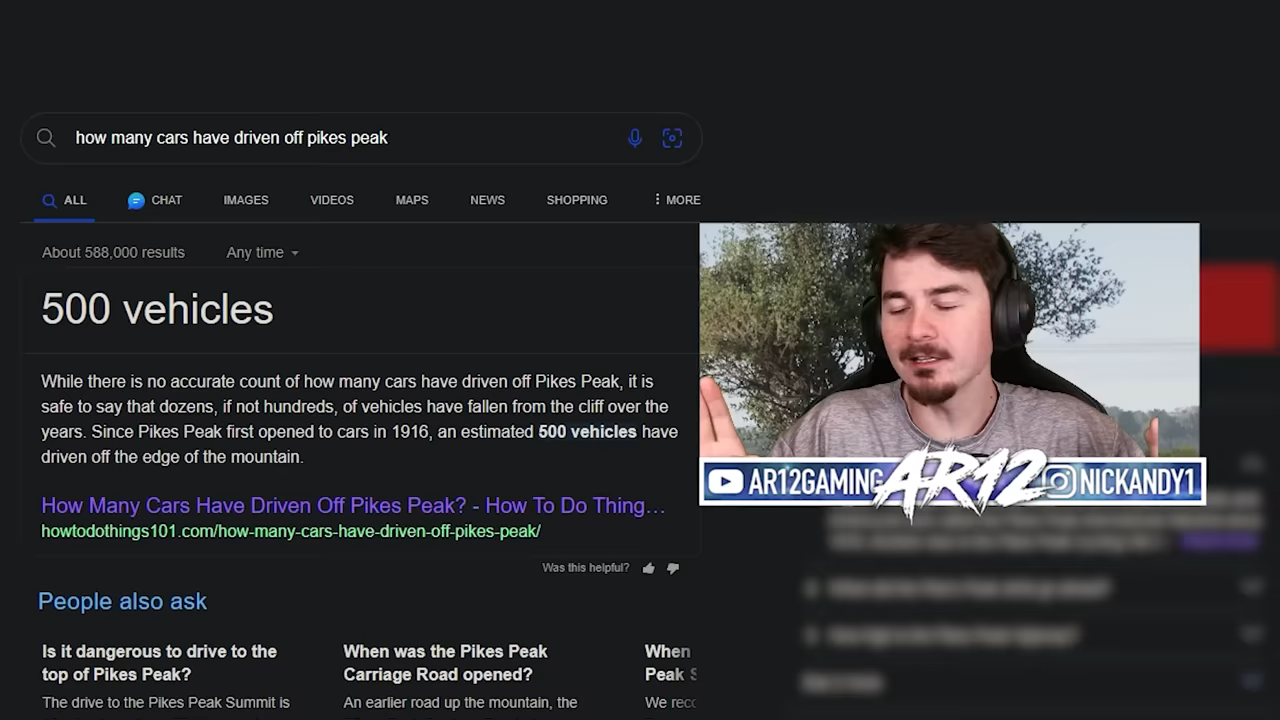 how many cars have driven off pikes peak
ALL CHAT IMAGES VIDEOS MAPS NEWS SHOPPING MORE
About 588,000 results Any time
500 vehicles
While there is no accurate count of how many cars have driven off Pikes Peak, it is
safe to say that dozens, if not hundreds, of vehicles have fallen from the cliff over the
years. Since Pikes Peak first opened to cars in 1916, an estimated 500 vehicles have
driven off the edge of the mountain.
How Many Cars Have Driven Off Pikes Peak? - How To Do Thing…
howtodothings101.com/how-many-cars-have-driven-off-pikes-peak/
Was this helpful?
People also ask
Is it dangerous to drive to the
top of Pikes Peak?
The drive to the Pikes Peak Summit is
When was the Pikes Peak
Carriage Road opened?
An earlier road up the mountain, the
When
Peak
We
AR12GAMING AR12 NICKANDY1